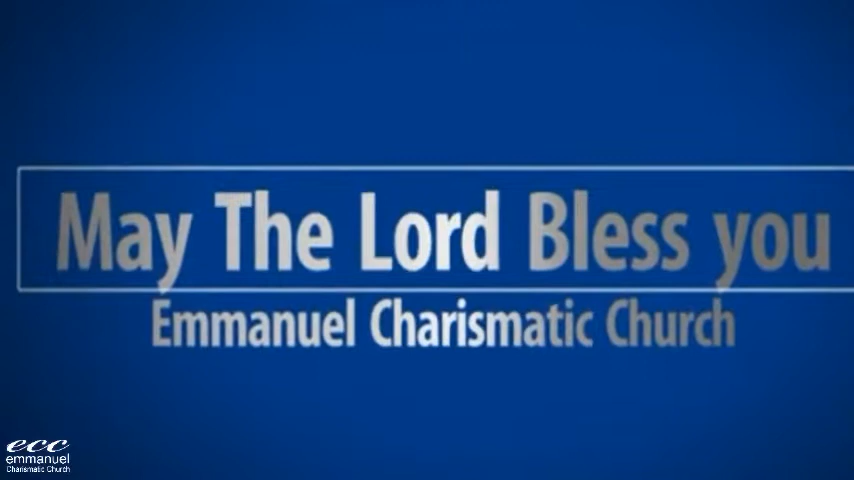 May The Lord Bless you
Emmanuel Charismatic Church
ecc
emmanuel
Charismatic Church